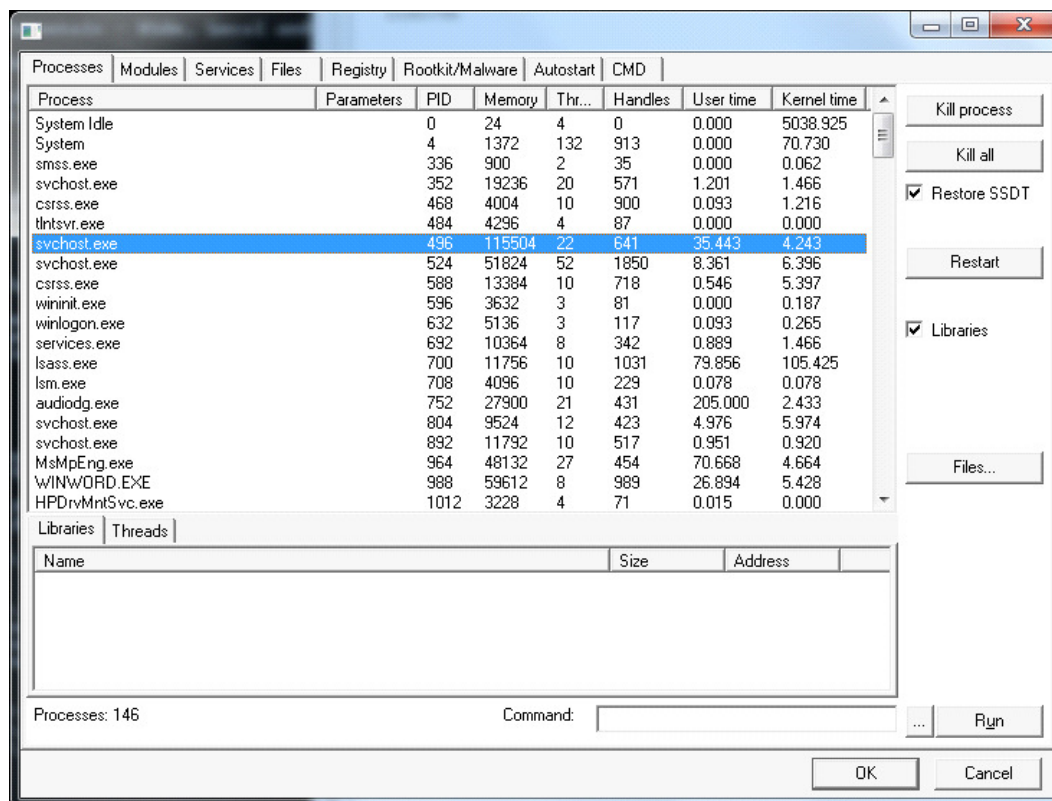 Processes Modules Services Files Registry Rootkit/Malware Autostart CMD
Process Parameters PID Memory Thr... Handles User time Kernel time
System Idle 0 24 4 0 0.000 5038.925
System 4 1372 132 913 0.000 70.730
smss.exe 336 900 2 35 0.000 0.062
svchost.exe 352 19236 20 571 1.201 1.466
csrss.exe 468 4004 10 900 0.093 1.216
tlntsvr.exe 484 4296 4 87 0.000 0.000
svchost.exe 496 115504 22 641 35.443 4.243
svchost.exe 524 51824 52 1850 8.361 6.396
csrss.exe 588 13384 10 718 0.546 5.397
wininit.exe 596 3632 3 81 0.000 0.187
winlogon.exe 632 5136 3 117 0.093 0.265
services.exe 692 10364 8 342 0.889 1.466
lsass.exe 700 11756 10 1031 79.856 105.425
lsm.exe 708 4096 10 229 0.078 0.078
audiodg.exe 752 27900 21 431 205.000 2.433
svchost.exe 804 9524 12 423 4.976 5.974
svchost.exe 892 11792 10 517 0.951 0.920
MsMpEng.exe 964 48132 27 454 70.668 4.664
WINWORD.EXE 988 59612 8 989 26.894 5.428
HPDrvMntSvc.exe 1012 3228 4 71 0.015 0.000
Kill process
Kill all
Restore SSDT
Restart
Libraries
Files...
Libraries Threads
Name Size Address
Processes: 146 Command: ... Run
OK Cancel